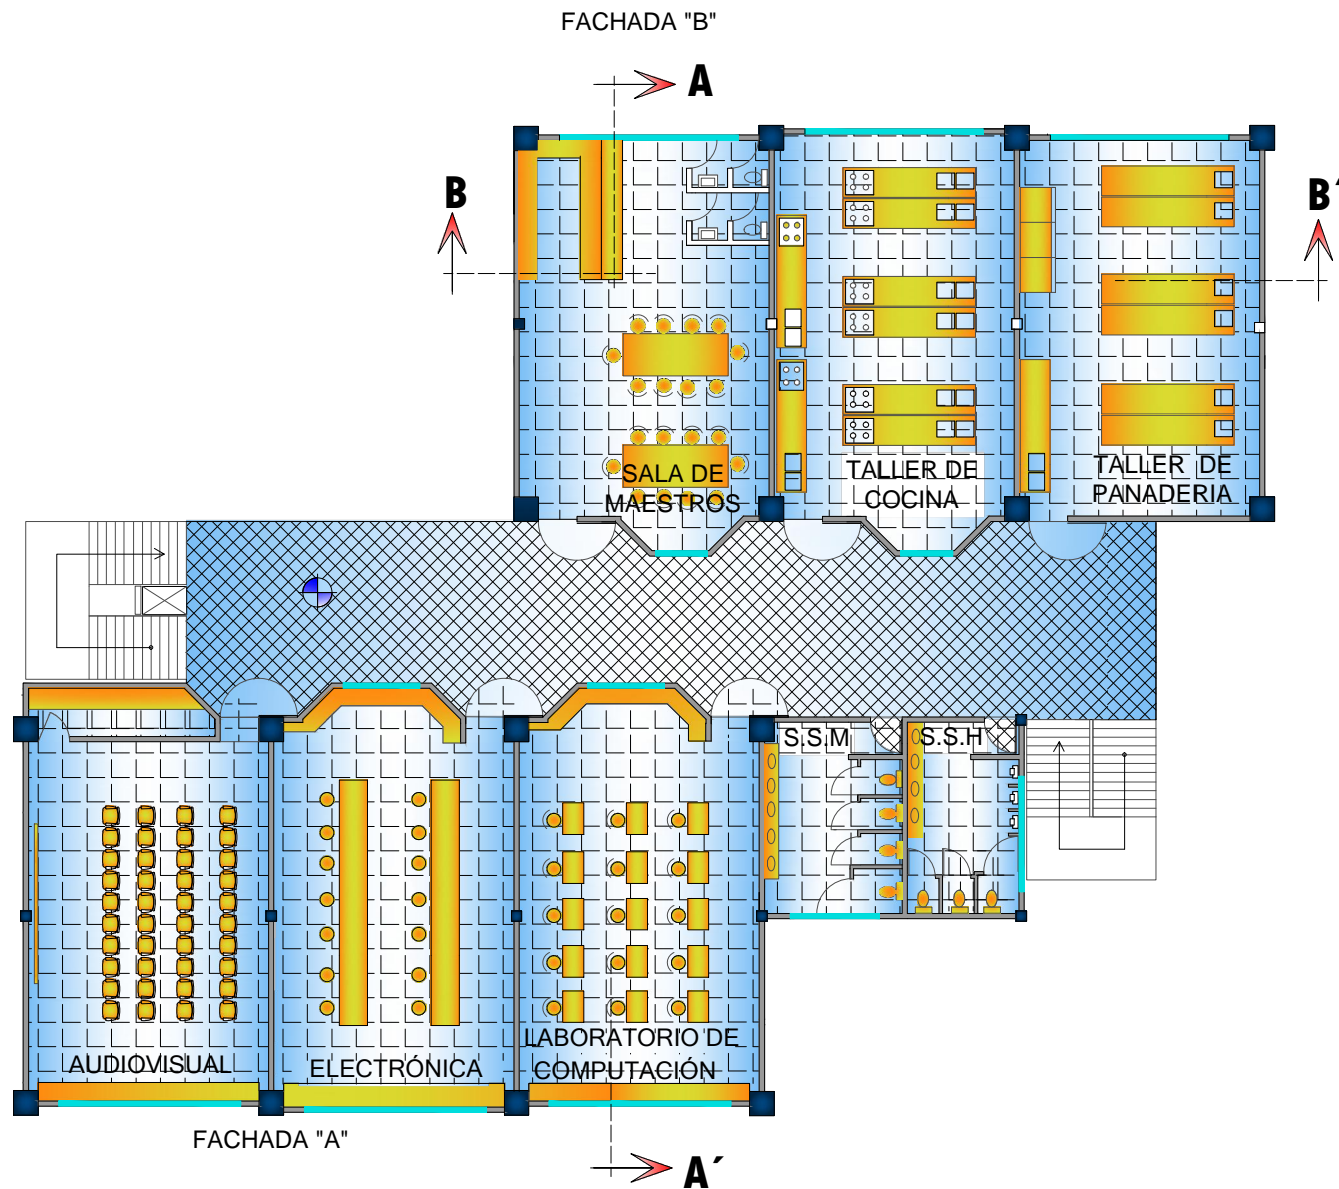 FACHADA "B"
A
B
B´
SALA DE
MAESTROS
TALLER DE
COCINA
TALLER DE
PANADERIA
S.S.M
S.S.H
AUDIOVISUAL
ELECTRÓNICA
LABORATORIO DE
COMPUTACIÓN
FACHADA "A"
A´